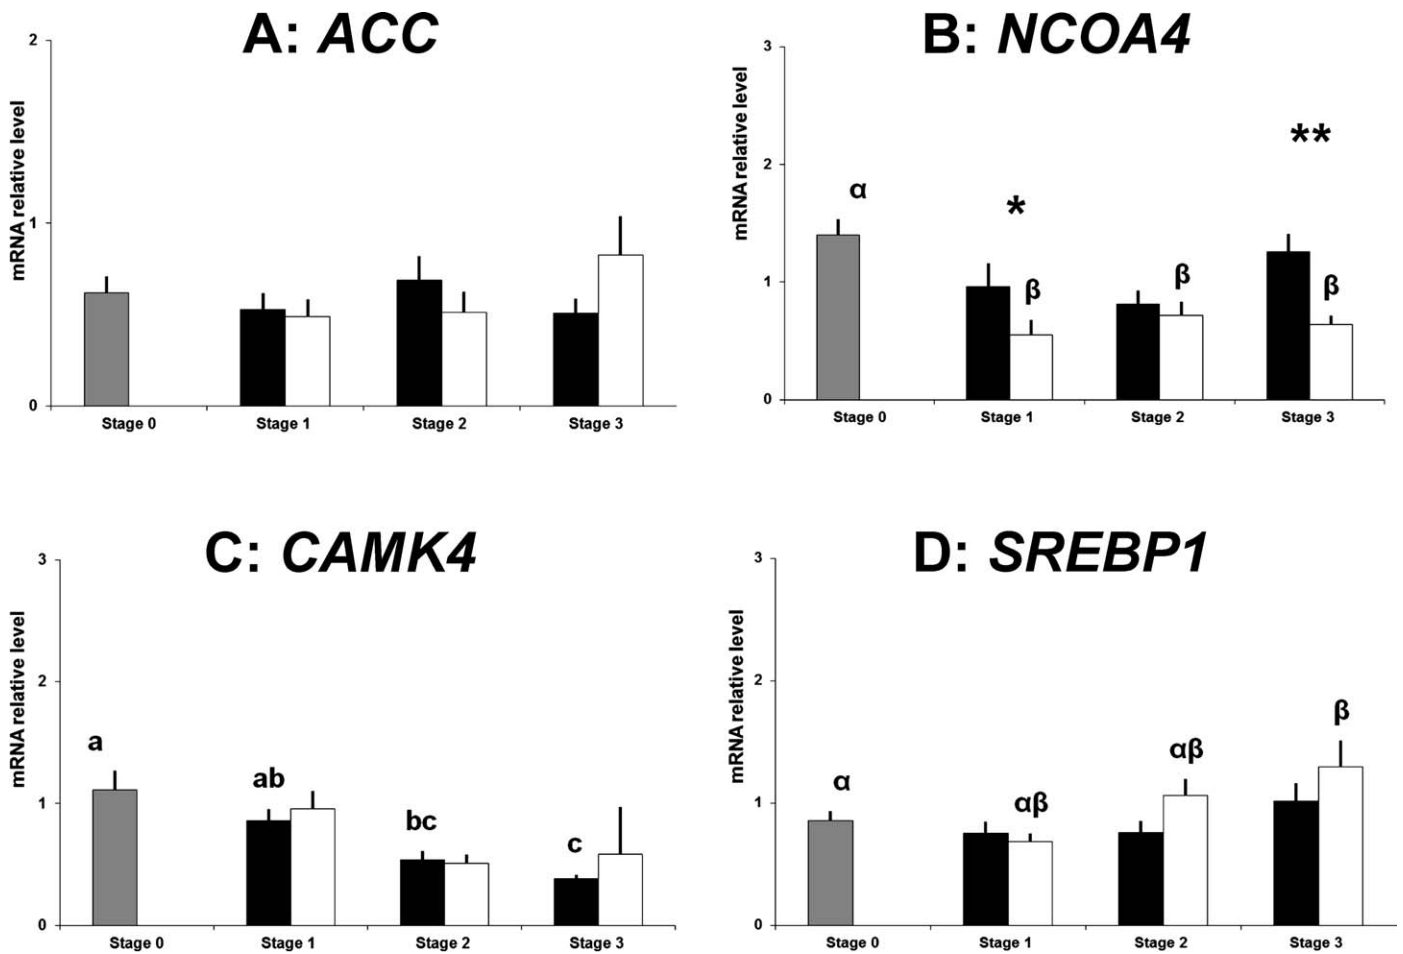 A: ACC
2
1
0
mRNA relative level
Stage 0 Stage 1 Stage 2 Stage 3
B: NCOA4
3
2
1
0
mRNA relative level
α
*
β
β
**
β
Stage 0 Stage 1 Stage 2 Stage 3
C: CAMK4
3
2
1
0
mRNA relative level
a
ab
bc
c
Stage 0 Stage 1 Stage 2 Stage 3
D: SREBP1
3
2
1
0
mRNA relative level
α
αβ
αβ
β
Stage 0 Stage 1 Stage 2 Stage 3